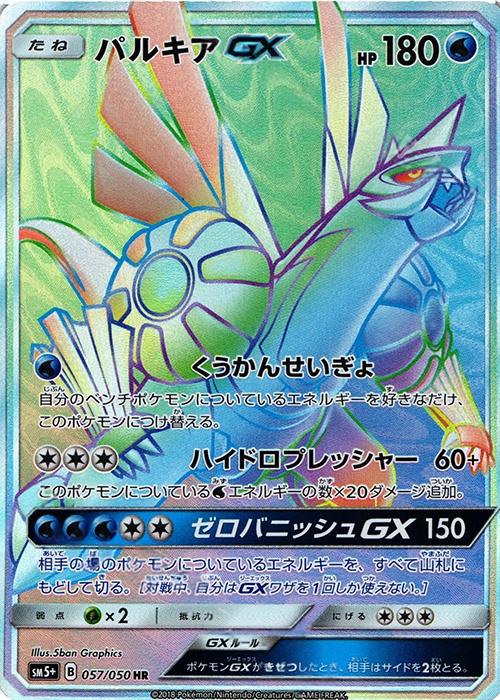 たね パルキアGX HP 180
くうかんせいぎょ
自分のベンチポケモンについているエネルギーを好きなだけ、
このポケモンにつけ替える。
ハイドロプレッシャー 60+
このポケモンについているエネルギーの数×20ダメージ追加。
ゼロバニッシュGX 150
相手の場のポケモンについているエネルギーを、すべて山札に
もどして切る。[対戦中、自分はGXワザを1回しか使えない。]
弱点 ×2 抵抗力 にげる
Illus.5ban Graphics
GXルール
SM5+ B 057/050 HR
ポケモンGXがきぜつしたとき、相手はサイドを2枚とる。
©2018 Pokémon/Nintendo/Creatures/GAME FREAK.